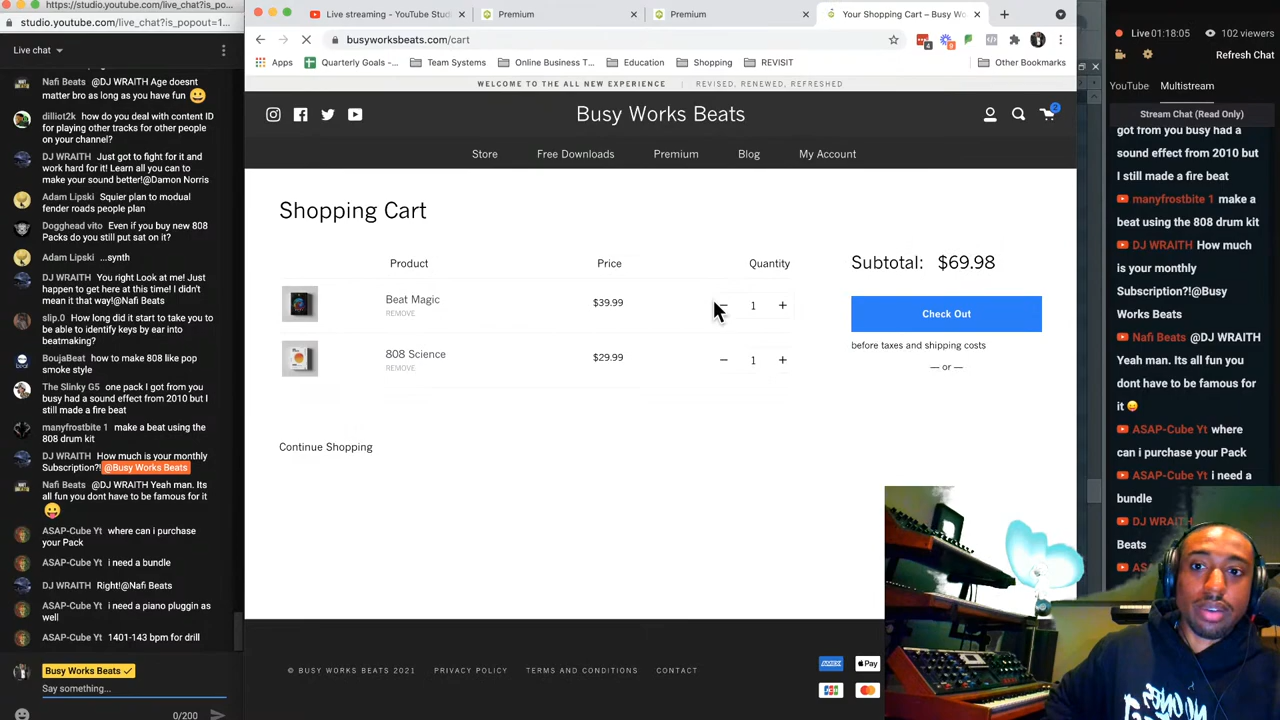 https://studio.youtube.com/live_chat?is_po...
studio.youtube.com/live_chat?is_popout=1...
Live chat
Nafi Beats @DJ WRAITH Age doesnt
matter bro as long as you have fun 😀
dilliot2k how do you deal with content ID
for playing other tracks for other people
on your channel?
DJ WRAITH Just got to fight for it and
work hard for it! Learn all you can to
make your sound better!@Damon Norris
Adam Lipski Squier plan to modual
fender roads people plan
Dogghead vito Even if you buy new 808
Packs do you still put sat on it?
Adam Lipski ...synth
DJ WRAITH You right Look at me! Just
happen to get here at this time! I didn't
mean it that way!@Nafi Beats
slip.0 How long did it start to take you to
be able to identify keys by ear into
beatmaking?
BoujaBeat how to make 808 like pop
smoke style
The Slinky G5 one pack I got from you
busy had a sound effect from 2010 but I
still made a fire beat
manyfrostbite 1 make a beat using the
808 drum kit
DJ WRAITH How much is your monthly
Subscription?!@Busy Works Beats
Nafi Beats @DJ WRAITH Yeah man. Its
all fun you dont have to be famous for it
😛
ASAP-Cube Yt where can i purchase
your Pack
ASAP-Cube Yt i need a bundle
DJ WRAITH Right!@Nafi Beats
ASAP-Cube Yt i need a piano pluggin as
well
ASAP-Cube Yt 1401-143 bpm for drill
Busy Works Beats ✓
Say something...
0/200
Live streaming - YouTube Studi
Premium
Premium
Your Shopping Cart – Busy Wo
busyworksbeats.com/cart
4
8
Apps
Quarterly Goals -...
Team Systems
Online Business T...
Education
Shopping
REVISIT
Other Bookmarks
WELCOME TO THE ALL NEW EXPERIENCE
REVISED, RENEWED, REFRESHED
Busy Works Beats
2
Store
Free Downloads
Premium
Blog
My Account
Shopping Cart
Product
Price
Quantity
Beat Magic
REMOVE
$39.99
− 1 +
808 Science
REMOVE
$29.99
− 1 +
Subtotal: $69.98
Check Out
before taxes and shipping costs
— or —
Continue Shopping
© BUSY WORKS BEATS 2021
PRIVACY POLICY
TERMS AND CONDITIONS
CONTACT
AMEX
Pay
JCB
MasterCard
Live 01:18:05
102 viewers
Refresh Chat
YouTube
Multistream
Stream Chat (Read Only)
got from you busy had a
sound effect from 2010 but
I still made a fire beat
manyfrostbite 1 make a
beat using the 808 drum kit
DJ WRAITH How much
is your monthly
Subscription?!@Busy
Works Beats
Nafi Beats @DJ WRAITH
Yeah man. Its all fun you
dont have to be famous for
it 😛
ASAP-Cube Yt where
can i purchase your Pack
ASAP-Cube Yt i need a
bundle
DJ WRAITH
Beats
NO ONES